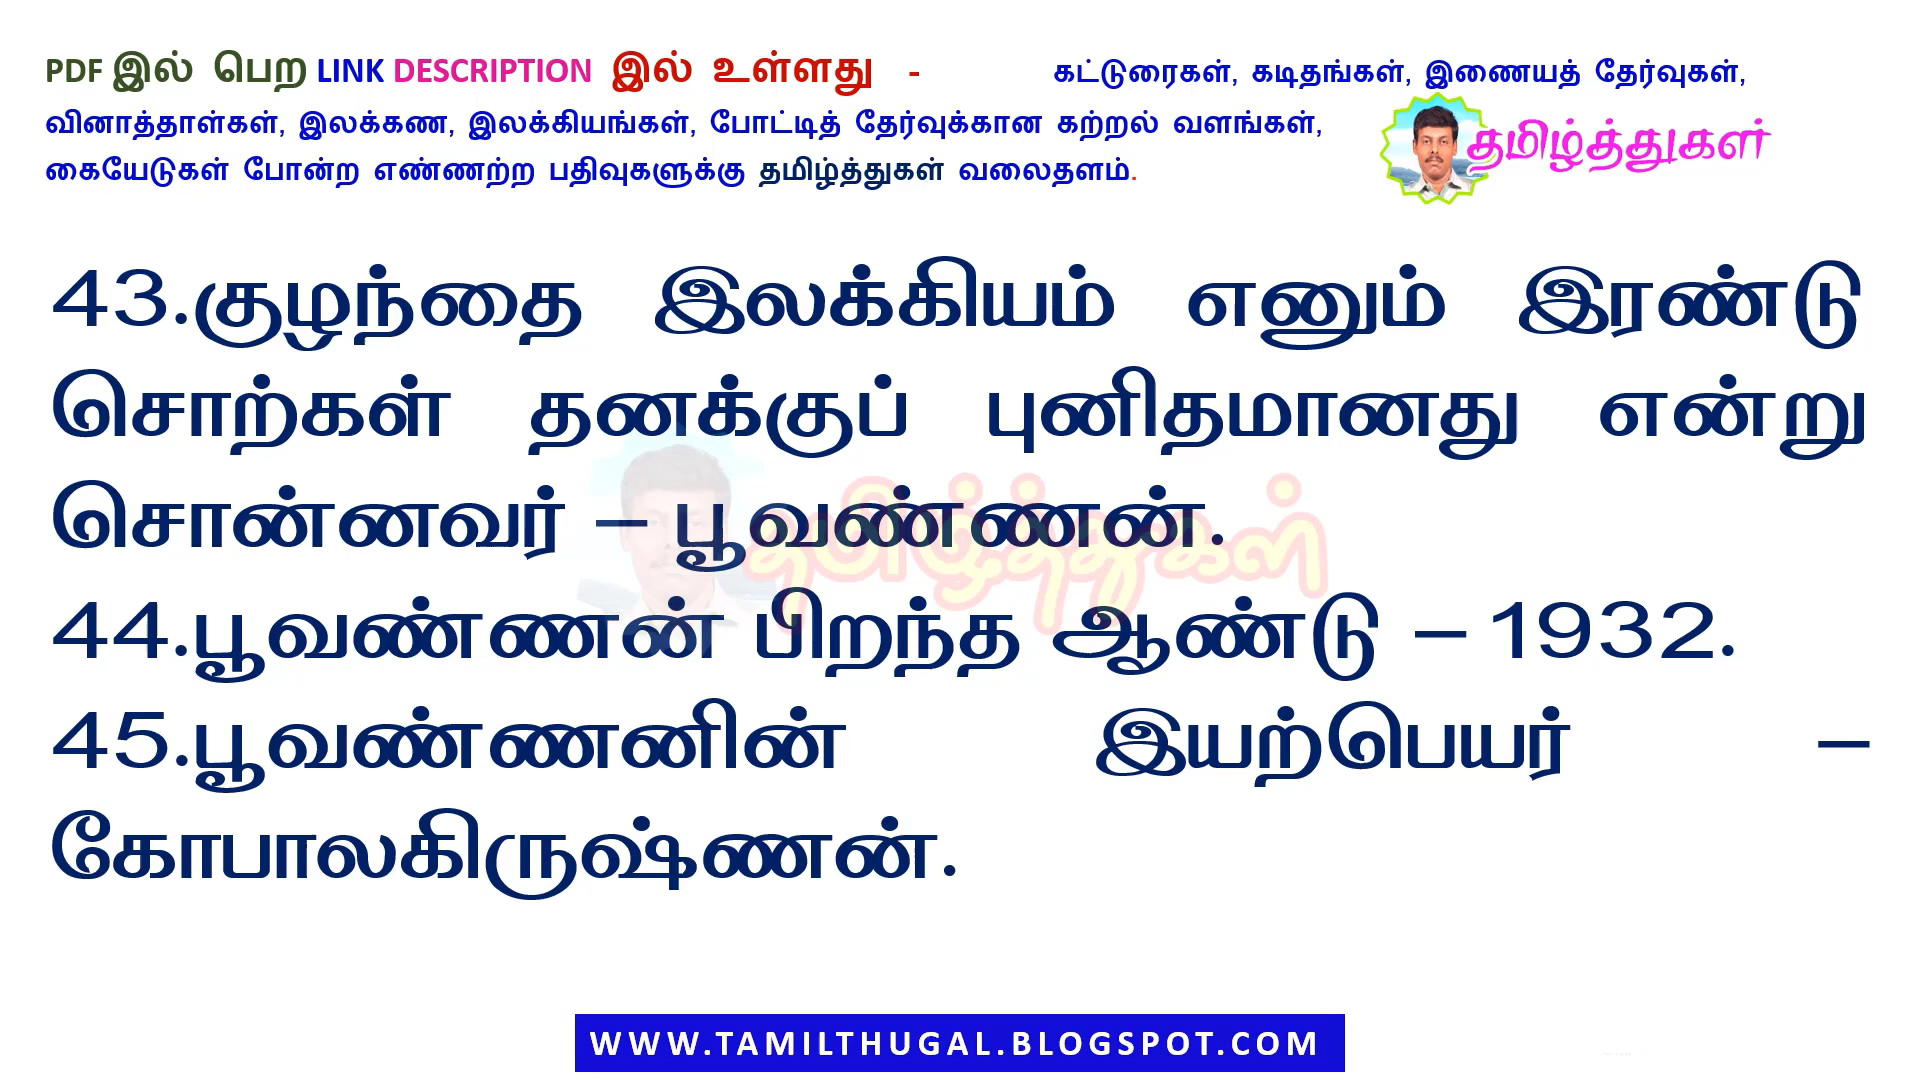 PDF இல் பெற LINK DESCRIPTION இல் உள்ளது - கட்டுரைகள், கடிதங்கள், இணையத் தேர்வுகள்,
வினாத்தாள்கள், இலக்கண, இலக்கியங்கள், போட்டித் தேர்வுக்கான கற்றல் வளங்கள்,
கையேடுகள் போன்ற எண்ணற்ற பதிவுகளுக்கு தமிழ்த்துகள் வலைதளம்.
தமிழ்த்துகள்
43.குழந்தை இலக்கியம் எனும் இரண்டு
சொற்கள் தனக்குப் புனிதமானது என்று
சொன்னவர் – பூவண்ணன்.
தமிழ்த்துகள்
44.பூவண்ணன் பிறந்த ஆண்டு – 1932.
45.பூவண்ணனின் இயற்பெயர் –
கோபாலகிருஷ்ணன்.
WWW.TAMILTHUGAL.BLOGSPOT.COM